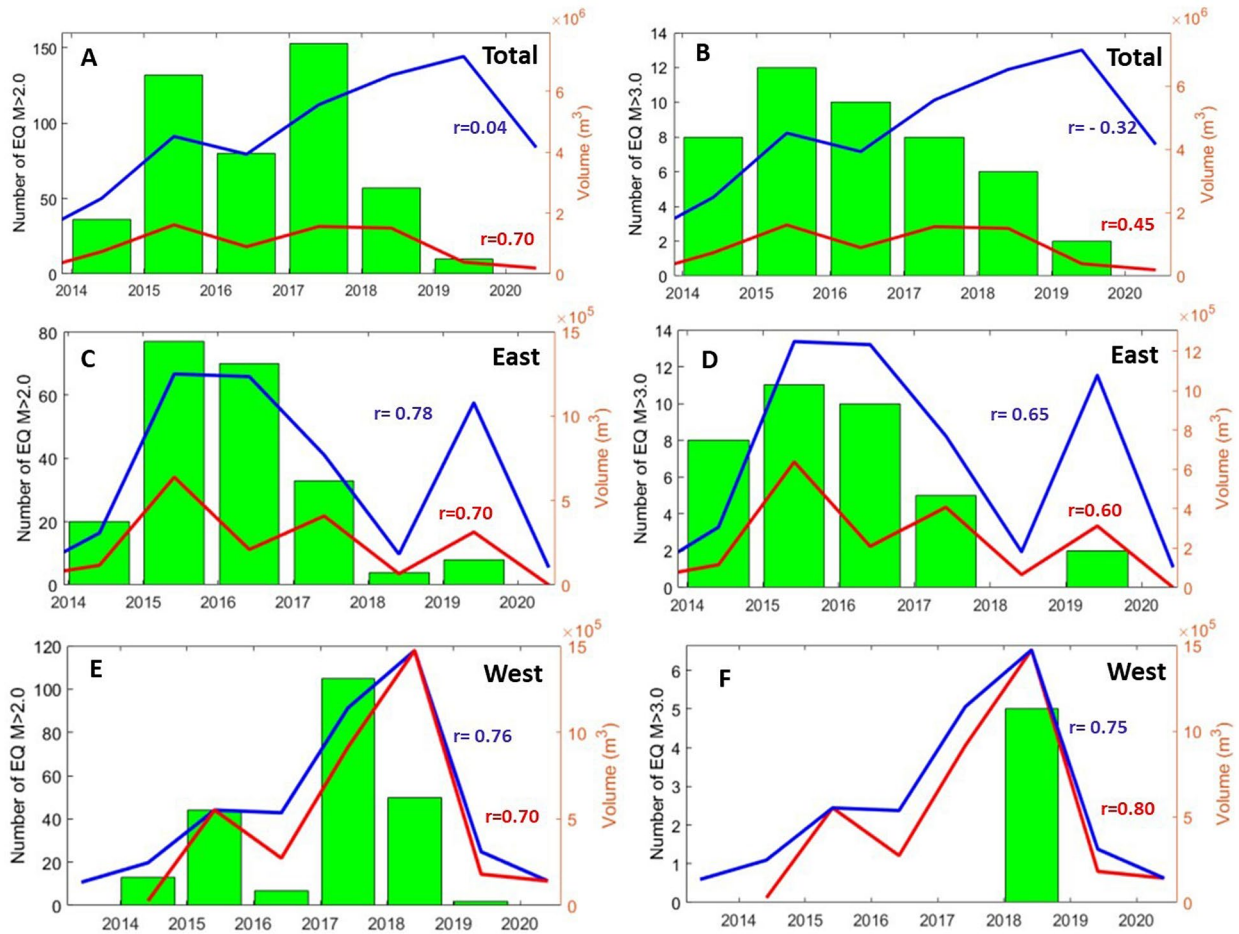 ×10⁶
A
Total
Number of EQ M>2.0
150
100
50
0
r=0.04
r=0.70
6
4
2
0
Volume (m³)
2014 2015 2016 2017 2018 2019 2020
×10⁶
B
Total
Number of EQ M>3.0
14
12
10
8
6
4
2
0
r= - 0.32
r=0.45
6
4
2
0
Volume (m³)
2014 2015 2016 2017 2018 2019 2020
×10⁵
C
East
Number of EQ M>2.0
80
60
40
20
0
r= 0.78
r=0.70
15
10
5
0
Volume (m³)
2014 2015 2016 2017 2018 2019 2020
×10⁵
D
East
Number of EQ M>3.0
14
12
10
8
6
4
2
0
r= 0.65
r=0.60
12
10
8
6
4
2
0
Volume (m³)
2014 2015 2016 2017 2018 2019 2020
×10⁵
E
West
Number of EQ M>2.0
120
100
80
60
40
20
0
r= 0.76
r=0.70
15
10
5
0
Volume (m³)
2014 2015 2016 2017 2018 2019 2020
×10⁵
F
West
Number of EQ M>3.0
6
5
4
3
2
1
0
r= 0.75
r=0.80
15
10
5
0
Volume (m³)
2014 2015 2016 2017 2018 2019 2020